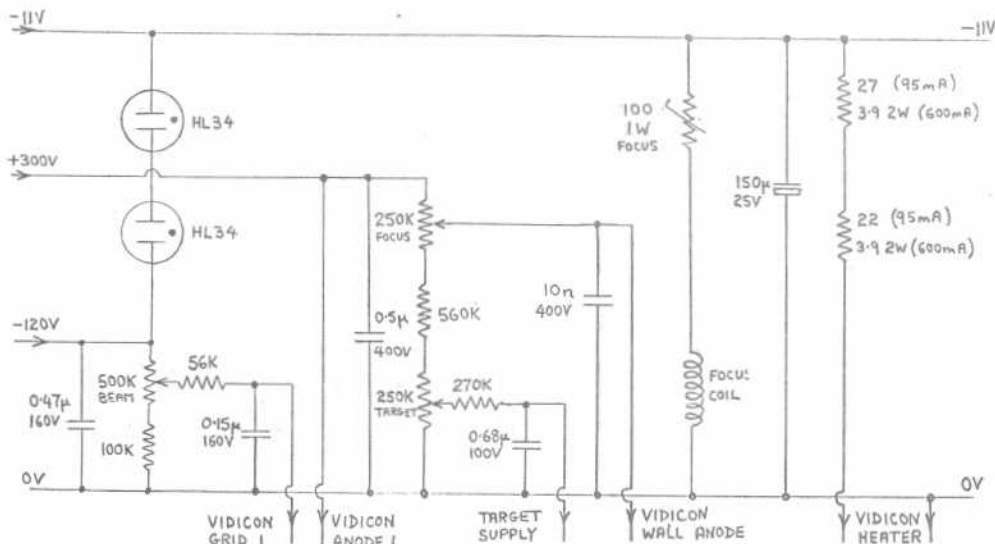 -11V
-11V
HL34
27 (95mA)
3·9 2W (600mA)
100
1W
FOCUS
+300V
150µ
25V
22 (95mA)
3·9 2W (600mA)
250K
FOCUS
HL34
10n
400V
560K
-120V
0·5µ
400V
56K
500K
BEAM
270K
250K
TARGET
FOCUS
COIL
0·47µ
160V
0·15µ
160V
0·68µ
100V
100K
0V
0V
VIDICON
GRID 1
VIDICON
ANODE 1
TARGET
SUPPLY
VIDICON
WALL ANODE
VIDICON
HEATER